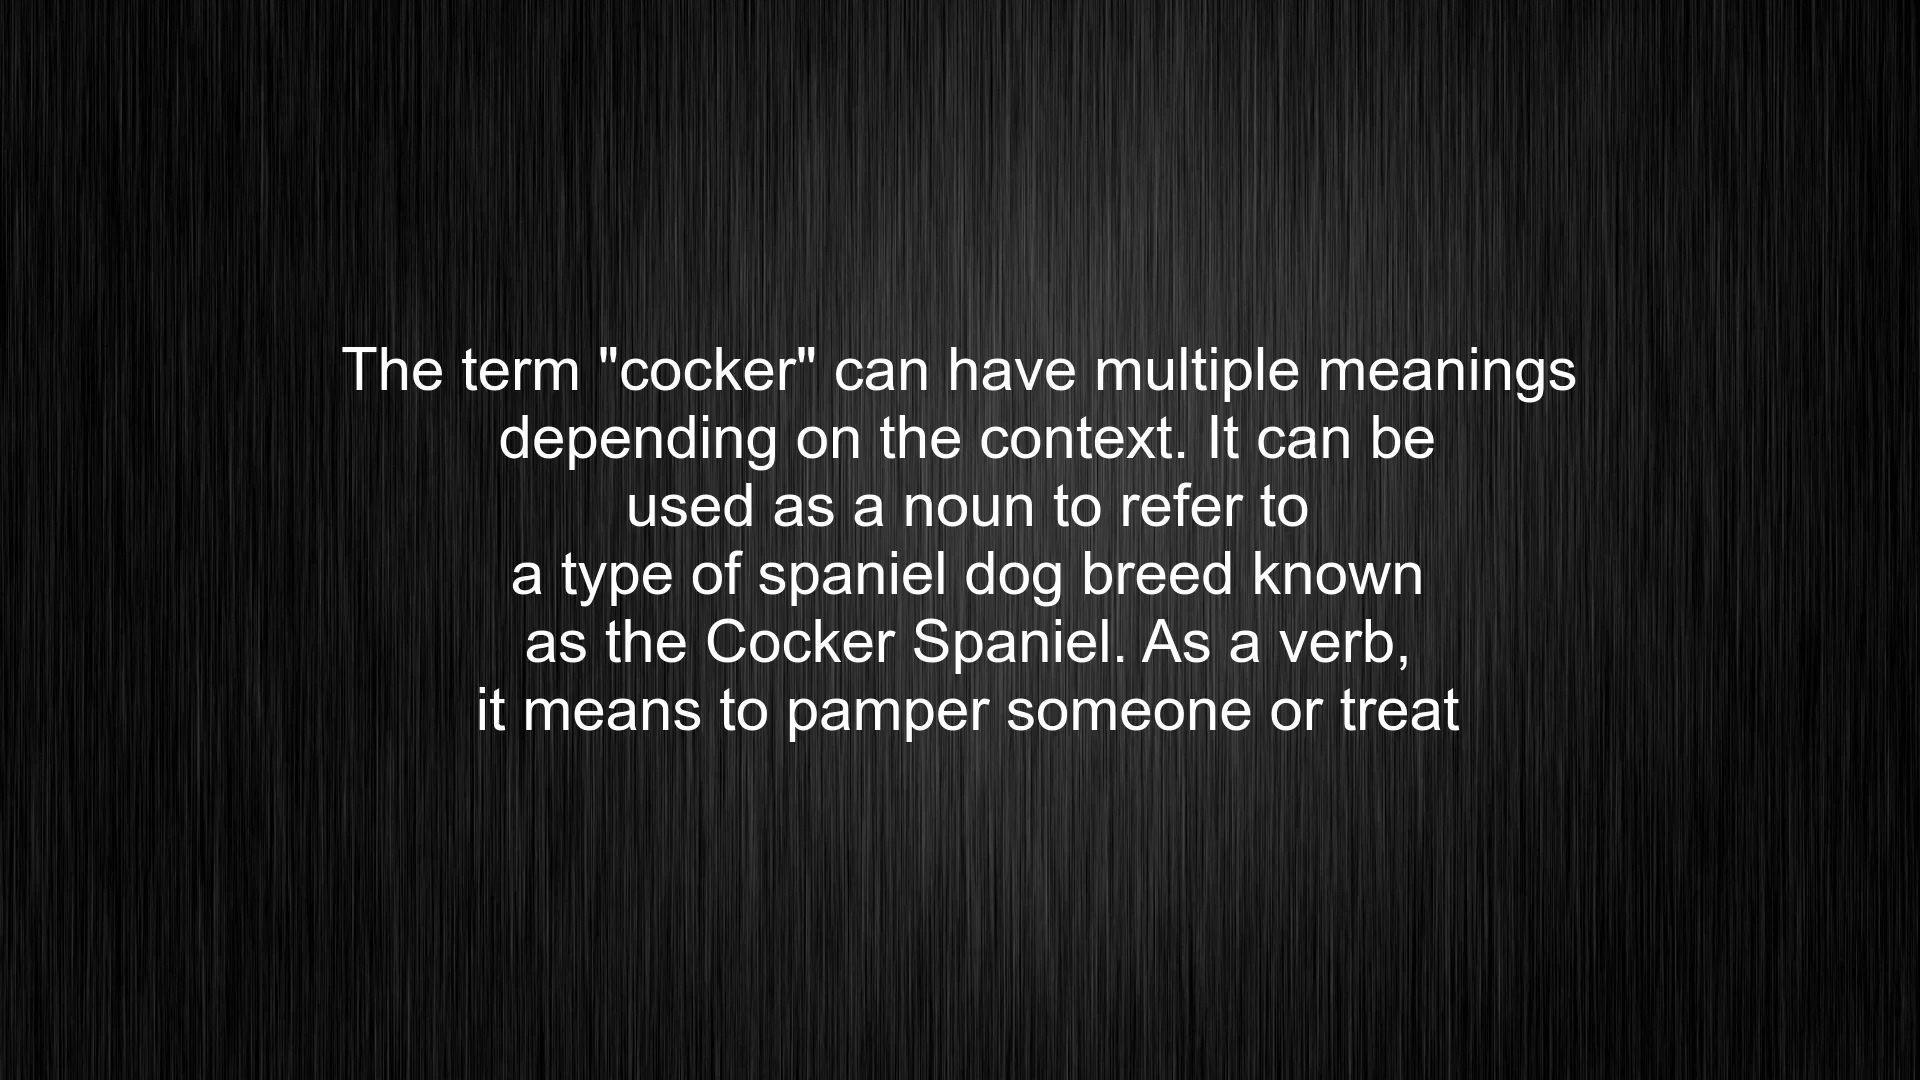 The term "cocker" can have multiple meanings
depending on the context. It can be
used as a noun to refer to
a type of spaniel dog breed known
as the Cocker Spaniel. As a verb,
it means to pamper someone or treat